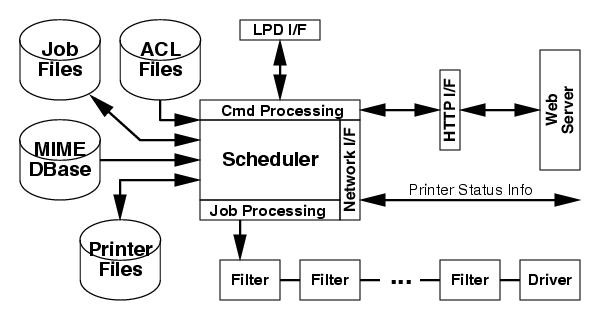 LPD I/F
Job
Files
ACL
Files
Cmd Processing
HTTP I/F
Web
Server
MIME
DBase
Scheduler
Network I/F
Printer Status Info
Job Processing
Printer
Files
Filter
Filter
...
Filter
Driver